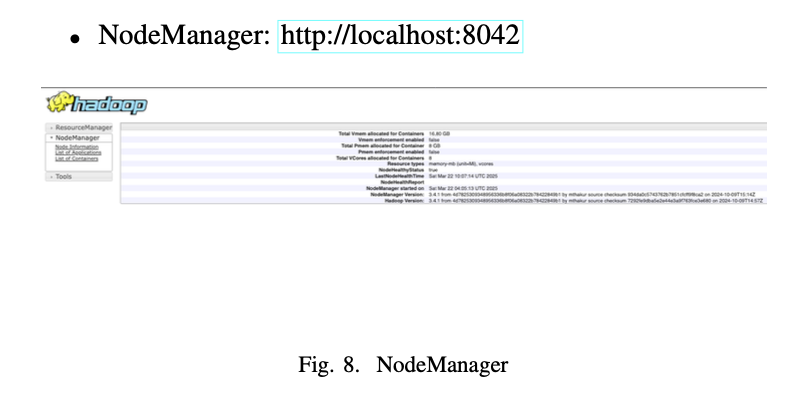 • NodeManager: http://localhost:8042
hadoop
ResourceManager
NodeManager
Node Information
List of Applications
List of Containers
Tools
Total Vmem allocated for Containers 16.80 GB
Vmem enforcement enabled false
Total Pmem allocated for Container 8 GB
Pmem enforcement enabled false
Total VCores allocated for Containers 8
Resource types memory-mb (unit=Mi), vcores
NodeHealthyStatus true
LastNodeHealthTime Sat Mar 22 10:07:14 UTC 2025
NodeHealthReport
NodeManager started on Sat Mar 22 04:55:13 UTC 2025
NodeManager Version: 3.4.1 from by mthakur source checksum on 2024-10-09T15:14Z
Hadoop Version: 3.4.1 from by mthakur source checksum on 2024-10-09T14:57Z
Fig. 8. NodeManager